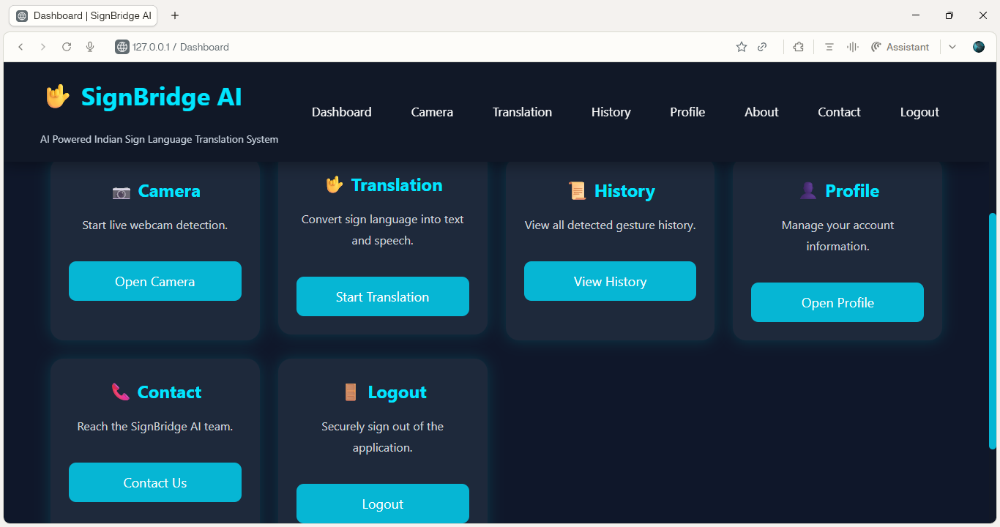 Dashboard | SignBridge AI
127.0.0.1 / Dashboard
Assistant
SignBridge AI
AI Powered Indian Sign Language Translation System
Dashboard
Camera
Translation
History
Profile
About
Contact
Logout
Camera
Start live webcam detection.
Open Camera
Translation
Convert sign language into text
and speech.
Start Translation
History
View all detected gesture history.
View History
Profile
Manage your account
information.
Open Profile
Contact
Reach the SignBridge AI team.
Contact Us
Logout
Securely sign out of the
application.
Logout